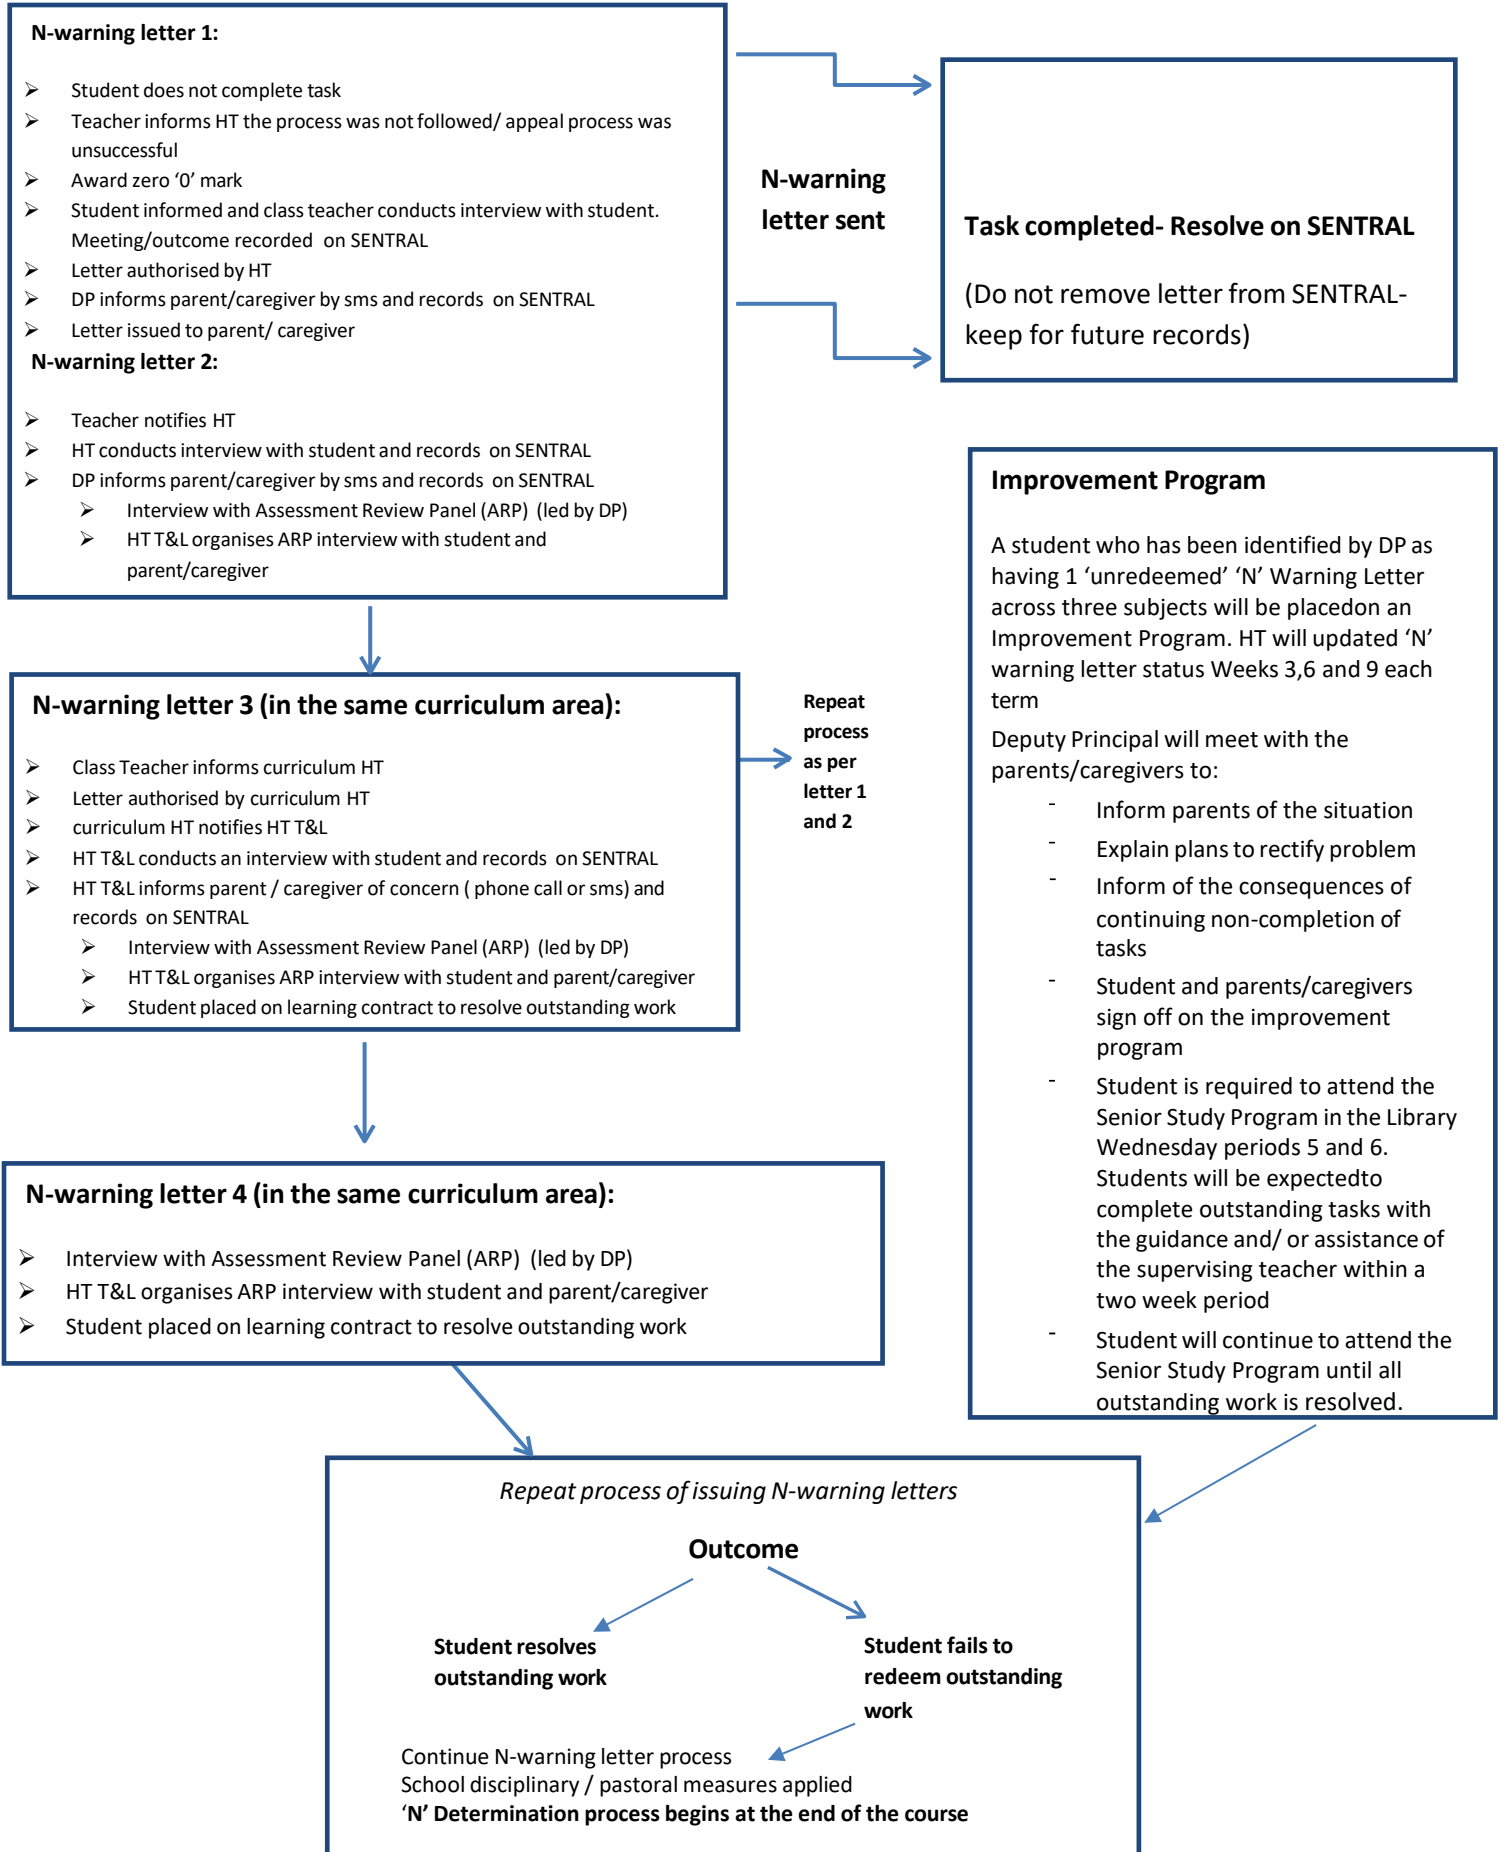 N-warning letter 1:
➢ Student does not complete task
➢ Teacher informs HT the process was not followed/ appeal process was
unsuccessful
➢ Award zero ‘0’ mark
➢ Student informed and class teacher conducts interview with student.
Meeting/outcome recorded on SENTRAL
➢ Letter authorised by HT
➢ DP informs parent/caregiver by sms and records on SENTRAL
➢ Letter issued to parent/ caregiver
N-warning letter 2:
➢ Teacher notifies HT
➢ HT conducts interview with student and records on SENTRAL
➢ DP informs parent/caregiver by sms and records on SENTRAL
➢ Interview with Assessment Review Panel (ARP) (led by DP)
➢ HT T&L organises ARP interview with student and
parent/caregiver
N-warning
letter sent
Task completed- Resolve on SENTRAL
(Do not remove letter from SENTRAL-
keep for future records)
N-warning letter 3 (in the same curriculum area):
➢ Class Teacher informs curriculum HT
➢ Letter authorised by curriculum HT
➢ curriculum HT notifies HT T&L
➢ HT T&L conducts an interview with student and records on SENTRAL
➢ HT T&L informs parent / caregiver of concern ( phone call or sms) and
records on SENTRAL
➢ Interview with Assessment Review Panel (ARP) (led by DP)
➢ HT T&L organises ARP interview with student and parent/caregiver
➢ Student placed on learning contract to resolve outstanding work
Repeat
process
as per
letter 1
and 2
Improvement Program
A student who has been identified by DP as
having 1 ‘unredeemed’ ‘N’ Warning Letter
across three subjects will be placedon an
Improvement Program. HT will updated ‘N’
warning letter status Weeks 3,6 and 9 each
term
Deputy Principal will meet with the
parents/caregivers to:
- Inform parents of the situation
- Explain plans to rectify problem
- Inform of the consequences of
continuing non-completion of
tasks
- Student and parents/caregivers
sign off on the improvement
program
- Student is required to attend the
Senior Study Program in the Library
Wednesday periods 5 and 6.
Students will be expectedto
complete outstanding tasks with
the guidance and/ or assistance of
the supervising teacher within a
two week period
- Student will continue to attend the
Senior Study Program until all
outstanding work is resolved.
N-warning letter 4 (in the same curriculum area):
➢ Interview with Assessment Review Panel (ARP) (led by DP)
➢ HT T&L organises ARP interview with student and parent/caregiver
➢ Student placed on learning contract to resolve outstanding work
Repeat process of issuing N-warning letters
Outcome
Student resolves
outstanding work
Student fails to
redeem outstanding
work
Continue N-warning letter process
School disciplinary / pastoral measures applied
‘N’ Determination process begins at the end of the course